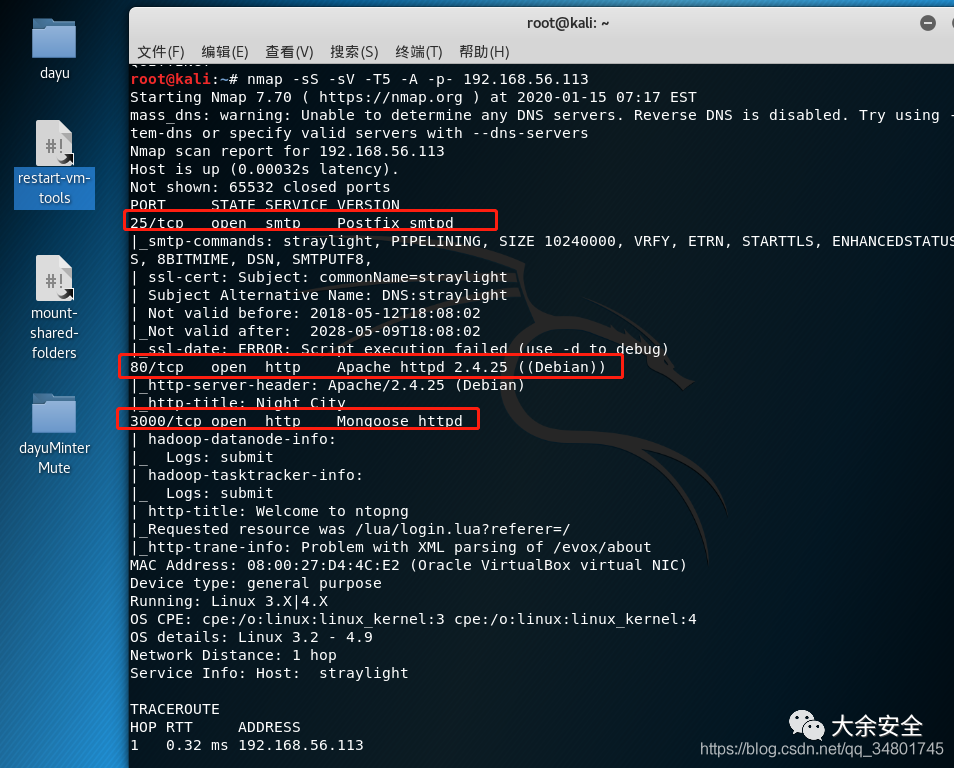 dayu
restart-vm-
tools
mount-
shared-
folders
dayuMinter
Mute
root@kali: ~
文件(F) 编辑(E) 查看(V) 搜索(S) 终端(T) 帮助(H)
root@kali:~# nmap -sS -sV -T5 -A -p- 192.168.56.113
Starting Nmap 7.70 ( https://nmap.org ) at 2020-01-15 07:17 EST
mass_dns: warning: Unable to determine any DNS servers. Reverse DNS is disabled. Try using -
tem-dns or specify valid servers with --dns-servers
Nmap scan report for 192.168.56.113
Host is up (0.00032s latency).
Not shown: 65532 closed ports
PORT     STATE SERVICE VERSION
25/tcp   open  smtp    Postfix smtpd
|_smtp-commands: straylight, PIPELINING, SIZE 10240000, VRFY, ETRN, STARTTLS, ENHANCEDSTATUS
S, 8BITMIME, DSN, SMTPUTF8,
| ssl-cert: Subject: commonName=straylight
| Subject Alternative Name: DNS:straylight
| Not valid before: 2018-05-12T18:08:02
|_Not valid after:  2028-05-09T18:08:02
|_ssl-date: ERROR: Script execution failed (use -d to debug)
80/tcp   open  http    Apache httpd 2.4.25 ((Debian))
|_http-server-header: Apache/2.4.25 (Debian)
|_http-title: Night City
3000/tcp open  http    Mongoose httpd
| hadoop-datanode-info:
|_  Logs: submit
| hadoop-tasktracker-info:
|_  Logs: submit
| http-title: Welcome to ntopng
|_Requested resource was /lua/login.lua?referer=/
|_http-trane-info: Problem with XML parsing of /evox/about
MAC Address: 08:00:27:D4:4C:E2 (Oracle VirtualBox virtual NIC)
Device type: general purpose
Running: Linux 3.X|4.X
OS CPE: cpe:/o:linux:linux_kernel:3 cpe:/o:linux:linux_kernel:4
OS details: Linux 3.2 - 4.9
Network Distance: 1 hop
Service Info: Host:  straylight
TRACEROUTE
HOP RTT     ADDRESS
1   0.32 ms 192.168.56.113
大余安全
https://blog.csdn.net/qq_34801745